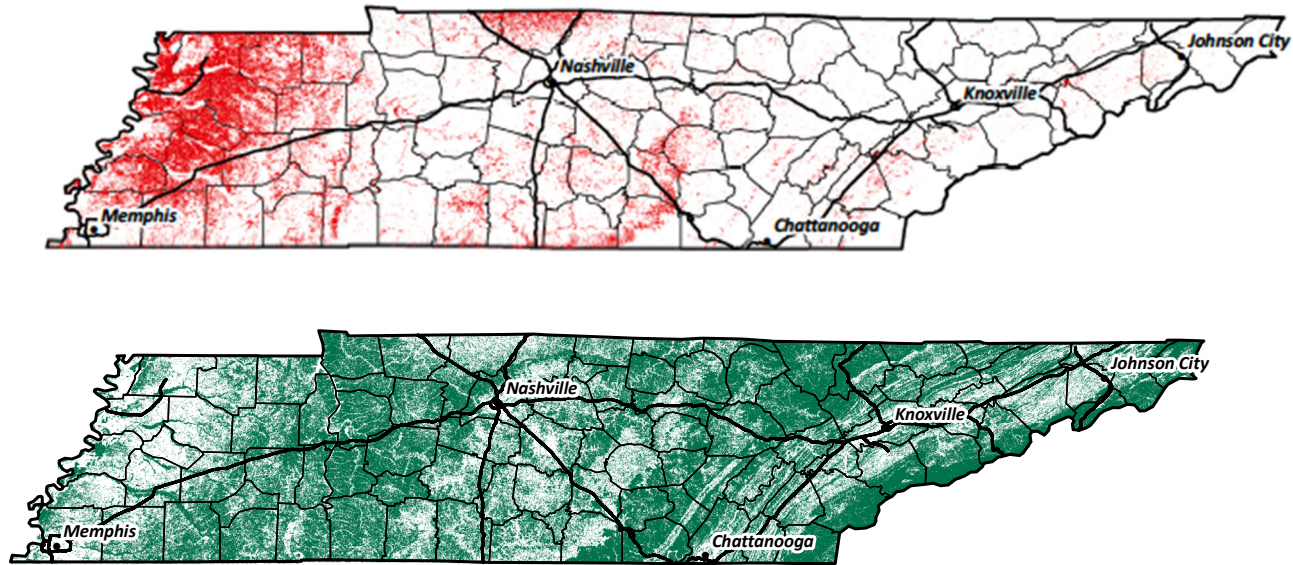 Johnson City
Nashville
Knoxville
Memphis
Chattanooga
Johnson City
Nashville
Knoxville
Memphis
Chattanooga